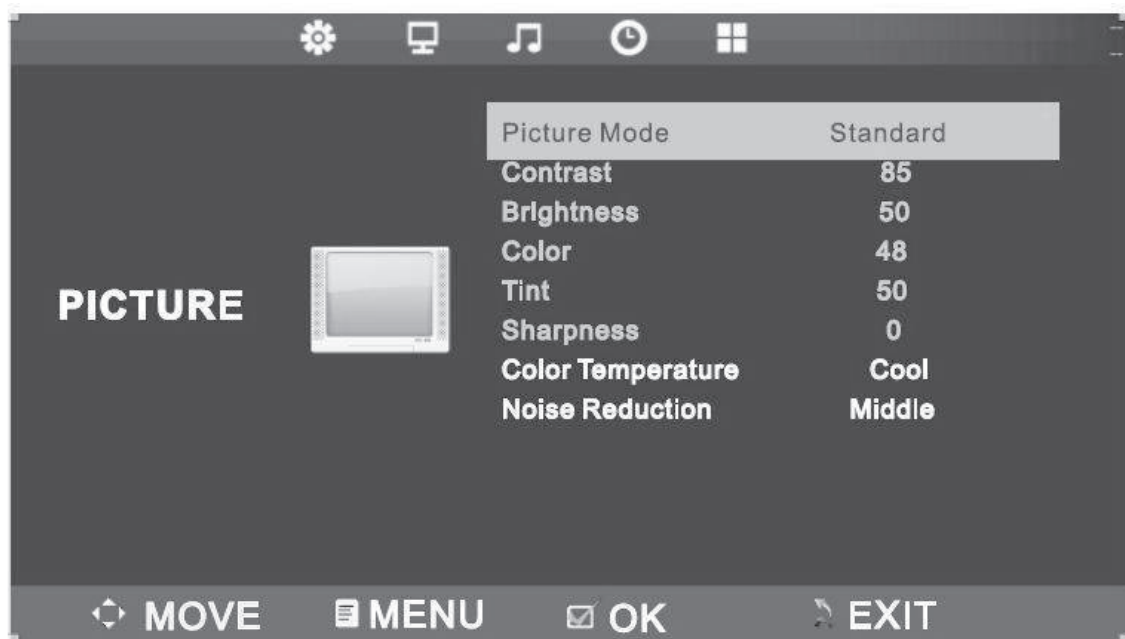 Picture Mode Standard
Contrast 85
Brightness 50
Color 48
PICTURE
Tint 50
Sharpness 0
Color Temperature Cool
Noise Reduction Middle
MOVE MENU OK EXIT